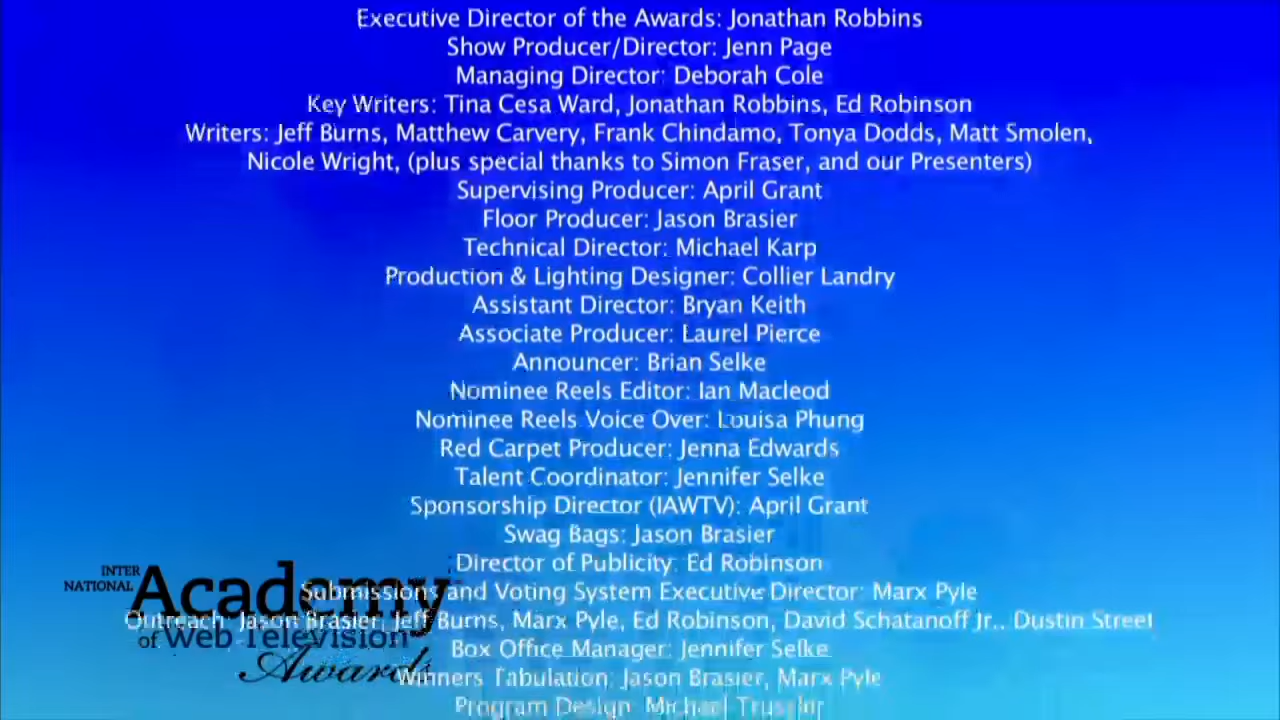 Executive Director of the Awards: Jonathan Robbins
Show Producer/Director: Jenn Page
Managing Director: Deborah Cole
Key Writers: Tina Cesa Ward, Jonathan Robbins, Ed Robinson
Writers: Jeff Burns, Matthew Carvery, Frank Chindamo, Tonya Dodds, Matt Smolen,
Nicole Wright, (plus special thanks to Simon Fraser, and our Presenters)
Supervising Producer: April Grant
Floor Producer: Jason Brasier
Technical Director: Michael Karp
Production & Lighting Designer: Collier Landry
Assistant Director: Bryan Keith
Associate Producer: Laurel Pierce
Announcer: Brian Selke
Nominee Reels Editor: Ian Macleod
Nominee Reels Voice Over: Louisa Phung
Red Carpet Producer: Jenna Edwards
Talent Coordinator: Jennifer Selke
Sponsorship Director (IAWTV): April Grant
Swag Bags: Jason Brasier
Director of Publicity: Ed Robinson
Submissions and Voting System Executive Director: Marx Pyle
Outreach: Jason Brasier, Jeff Burns, Marx Pyle, Ed Robinson, David Schatanoff Jr., Dustin Street
Box Office Manager: Jennifer Selke
Winners Tabulation: Jason Brasier, Marx Pyle
Program Design: Michael
INTER
NATIONAL
Academy
of Web Television
Awards